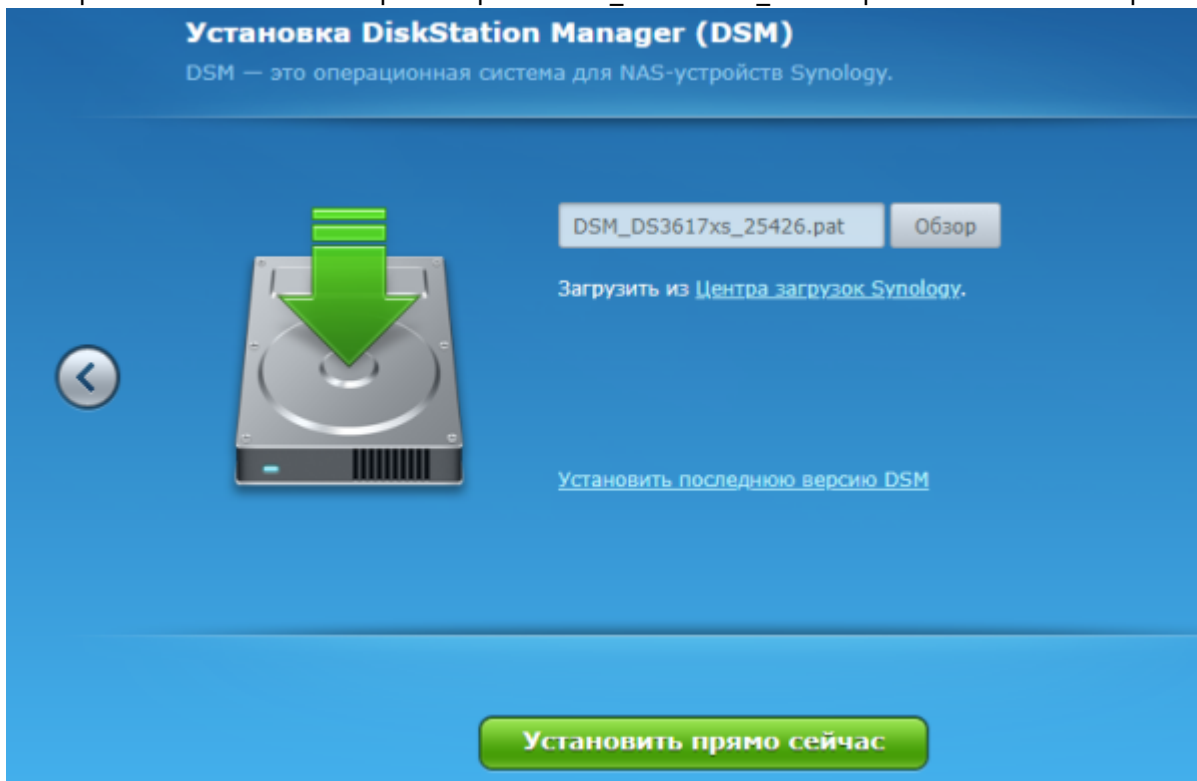 Установка DiskStation Manager (DSM)
DSM — это операционная система для NAS-устройств Synology.
DSM_DS3617xs_25426.pat
Обзор
Загрузить из Центра загрузок Synology.
Установить последнюю версию DSM
Установить прямо сейчас